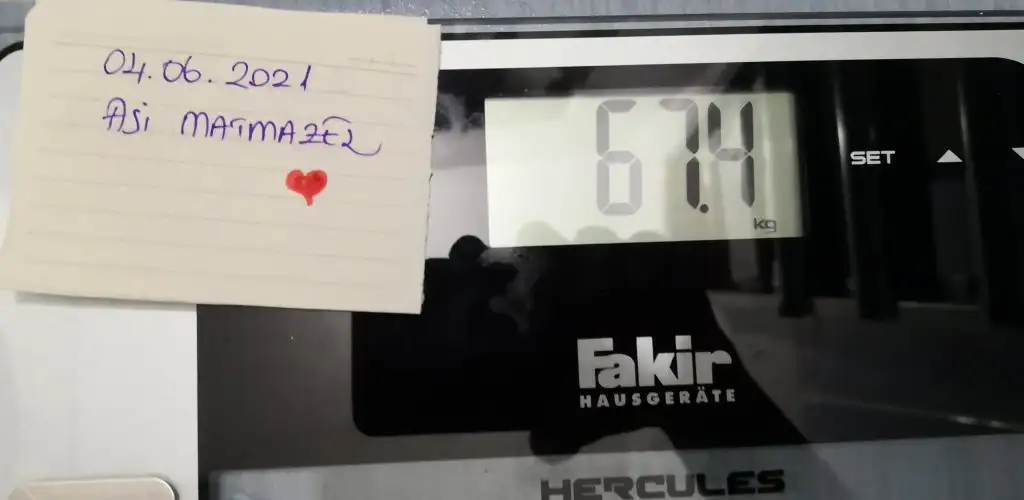 04.06.2021
Asi MATMAZEL
67.4
kg
SET
Fakir
HAUSGERÄTE
HERCULES